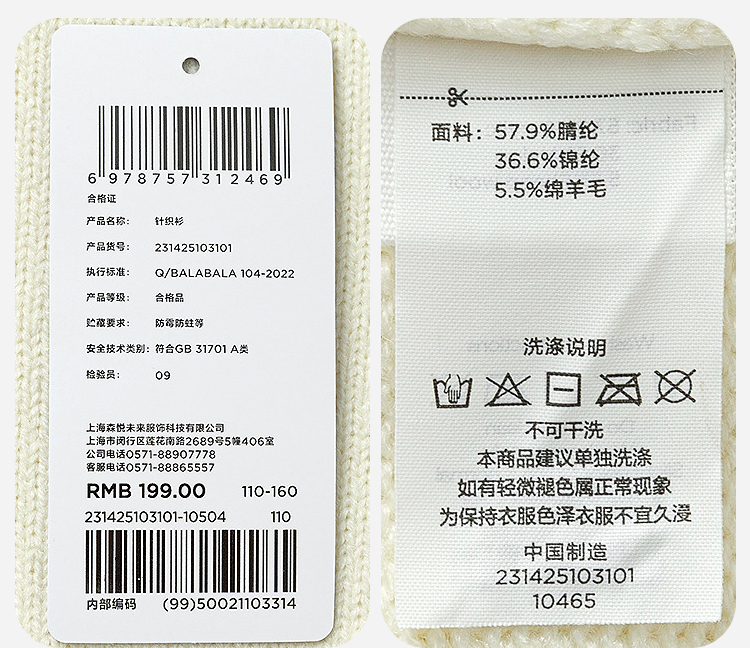 6 978757 312469
合格证
产品名称： 针织衫
产品货号： 231425103101
执行标准： Q/BALABALA 104-2022
产品等级： 合格品
贮藏要求： 防霉防蛀等
安全技术类别：符合GB 31701 A类
检验员： 09
上海森悦未来服饰科技有限公司
上海市闵行区莲花南路2689号5幢406室
公司电话0571-88907778
客服电话0571-88865557
RMB 199.00 110-160
231425103101-10504 110
内部编码 (99)50021103314
面料：57.9%腈纶
36.6%锦纶
5.5%绵羊毛
洗涤说明
不可干洗
本商品建议单独洗涤
如有轻微褪色属正常现象
为保持衣服色泽衣服不宜久浸
中国制造
231425103101
10465